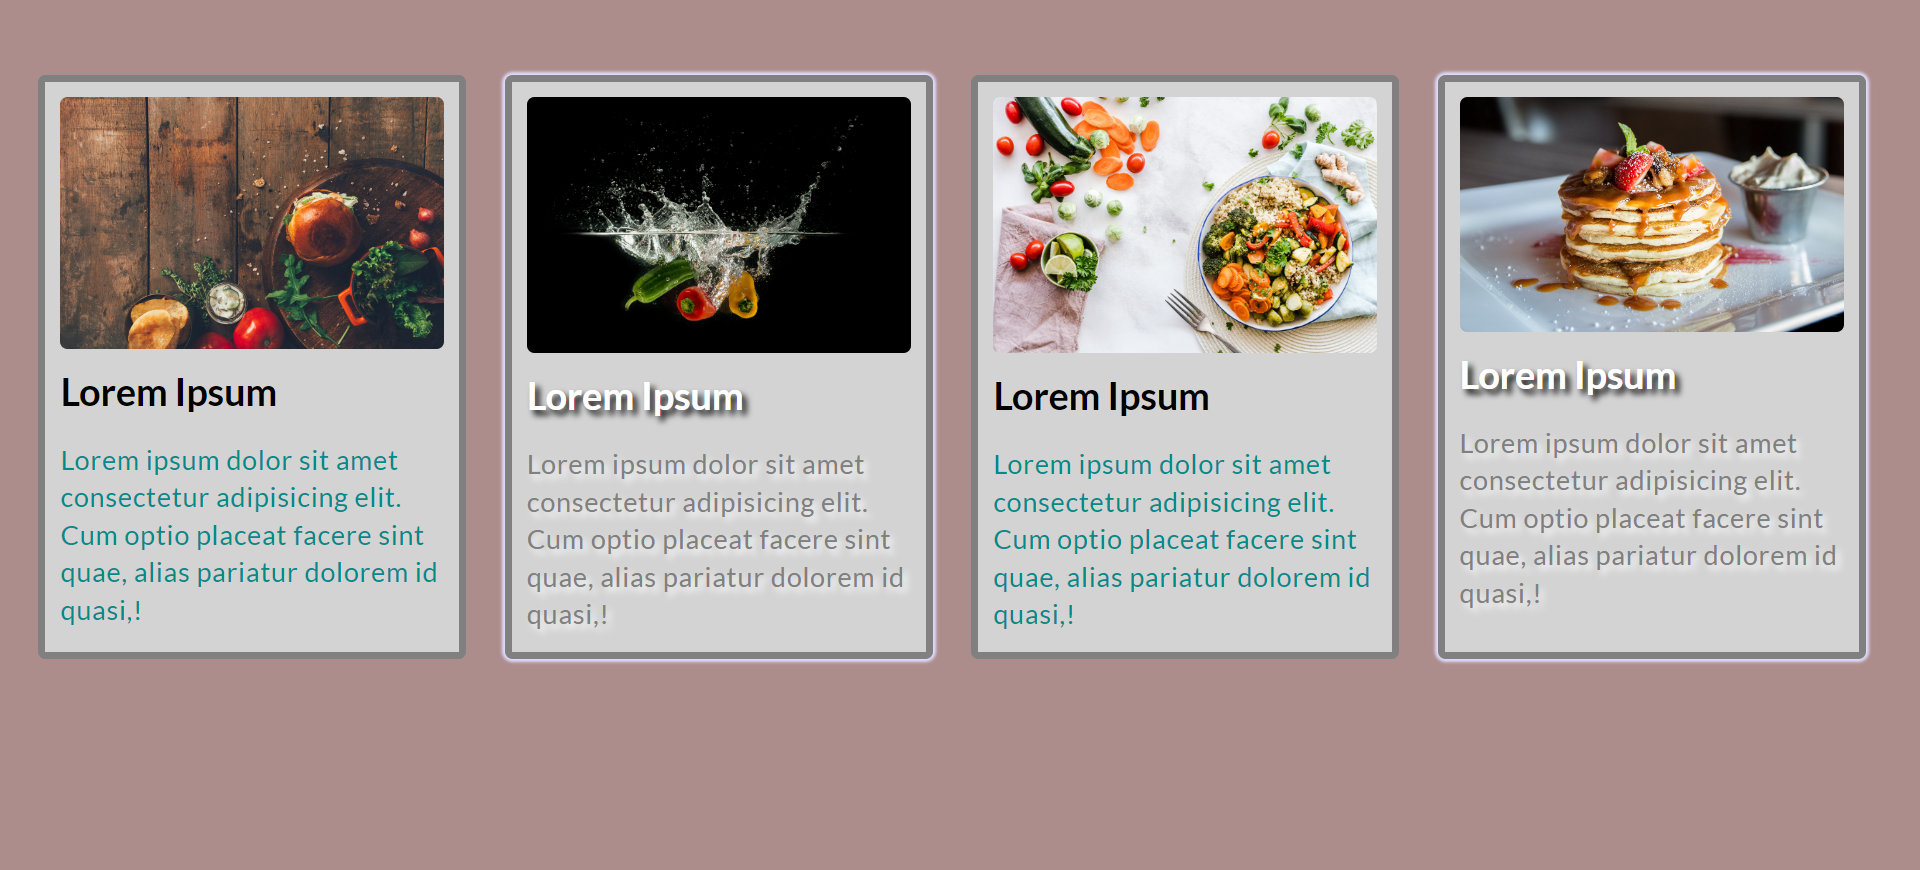 Lorem Ipsum
Lorem ipsum dolor sit amet
consectetur adipisicing elit.
Cum optio placeat facere sint
quae, alias pariatur dolorem id
quasi,!
Lorem Ipsum
Lorem ipsum dolor sit amet
consectetur adipisicing elit.
Cum optio placeat facere sint
quae, alias pariatur dolorem id
quasi,!
Lorem Ipsum
Lorem ipsum dolor sit amet
consectetur adipisicing elit.
Cum optio placeat facere sint
quae, alias pariatur dolorem id
quasi,!
Lorem Ipsum
Lorem ipsum dolor sit amet
consectetur adipisicing elit.
Cum optio placeat facere sint
quae, alias pariatur dolorem id
quasi,!